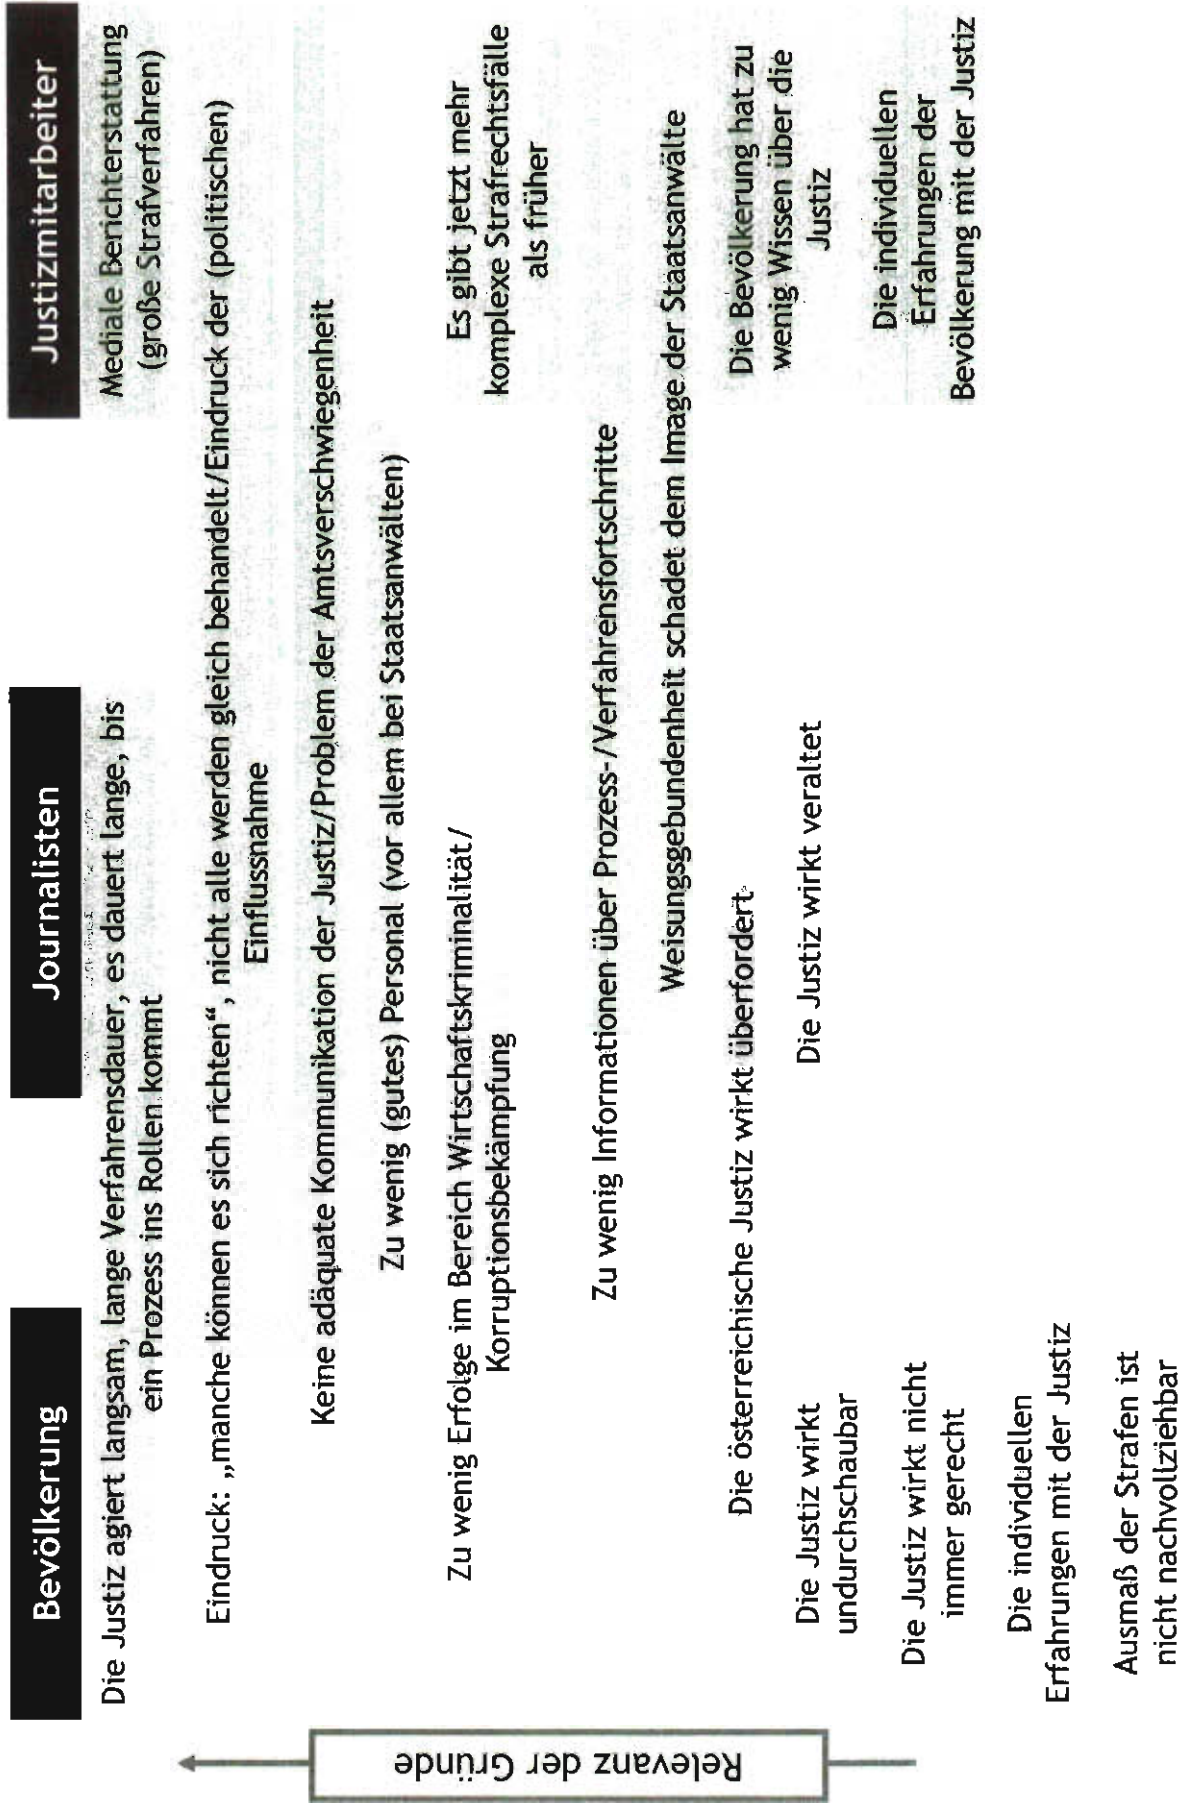 Bevölkerung
Journalisten
Justizmitarbeiter
Die Justiz agiert langsam, lange Verfahrensdauer, es dauert lange, bis
ein Prozess ins Rollen kommt
Mediale Berichterstattung
(große Strafverfahren)
Eindruck: „manche können es sich richten“, nicht alle werden gleich behandelt/Eindruck der (politischen)
Einflussnahme
Keine adäquate Kommunikation der Justiz/Problem der Amtsverschwiegenheit
Zu wenig (gutes) Personal (vor allem bei Staatsanwälten)
Zu wenig Erfolge im Bereich Wirtschaftskriminalität/
Korruptionsbekämpfung
Es gibt jetzt mehr
komplexe Strafrechtsfälle
als früher
Zu wenig Informationen über Prozess-/Verfahrensfortschritte
Weisungsgebundenheit schadet dem Image der Staatsanwälte
Die österreichische Justiz wirkt überfordert
Die Bevölkerung hat zu
wenig Wissen über die
Justiz
Die Justiz wirkt
undurchschaubar
Die Justiz wirkt veraltet
Die Justiz wirkt nicht
immer gerecht
Die individuellen
Erfahrungen der
Bevölkerung mit der Justiz
Die individuellen
Erfahrungen mit der Justiz
Ausmaß der Strafen ist
nicht nachvollziehbar
Relevanz der Gründe